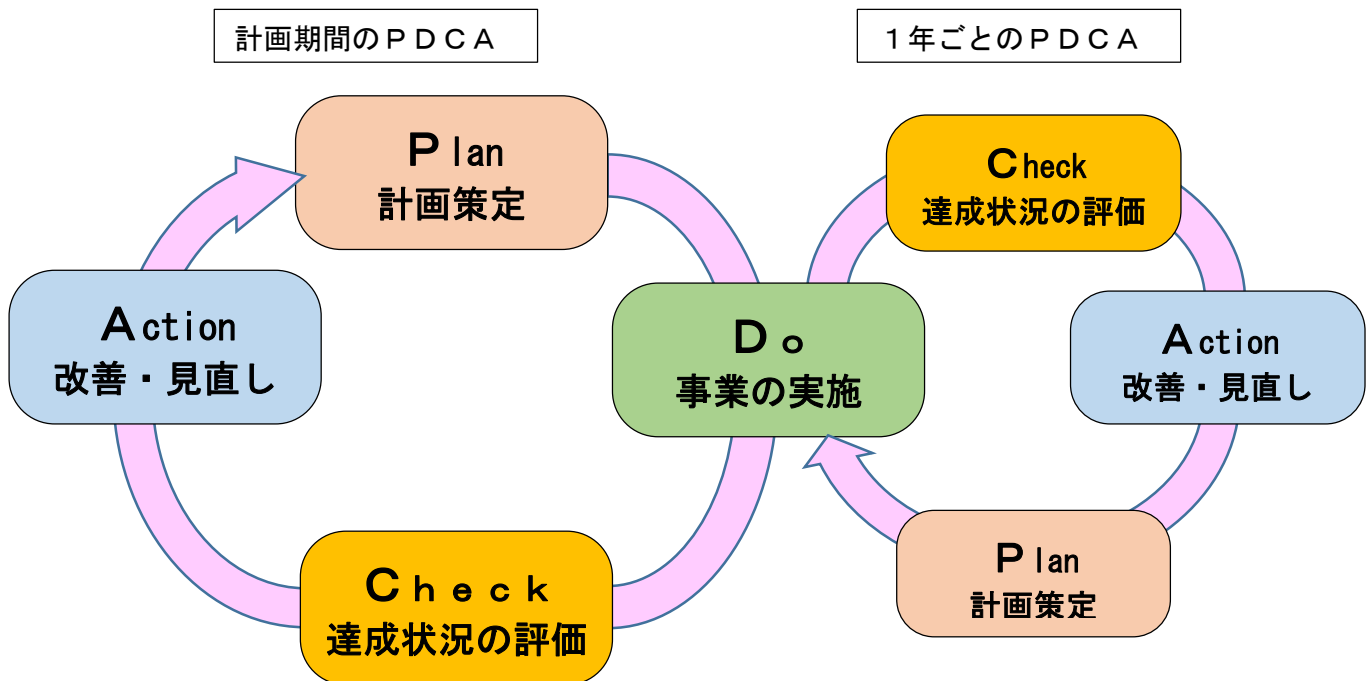 計画期間のPDCA
1年ごとのPDCA
Plan
計画策定
Do
事業の実施
Check
達成状況の評価
Action
改善・見直し
Check
達成状況の評価
Action
改善・見直し
Plan
計画策定